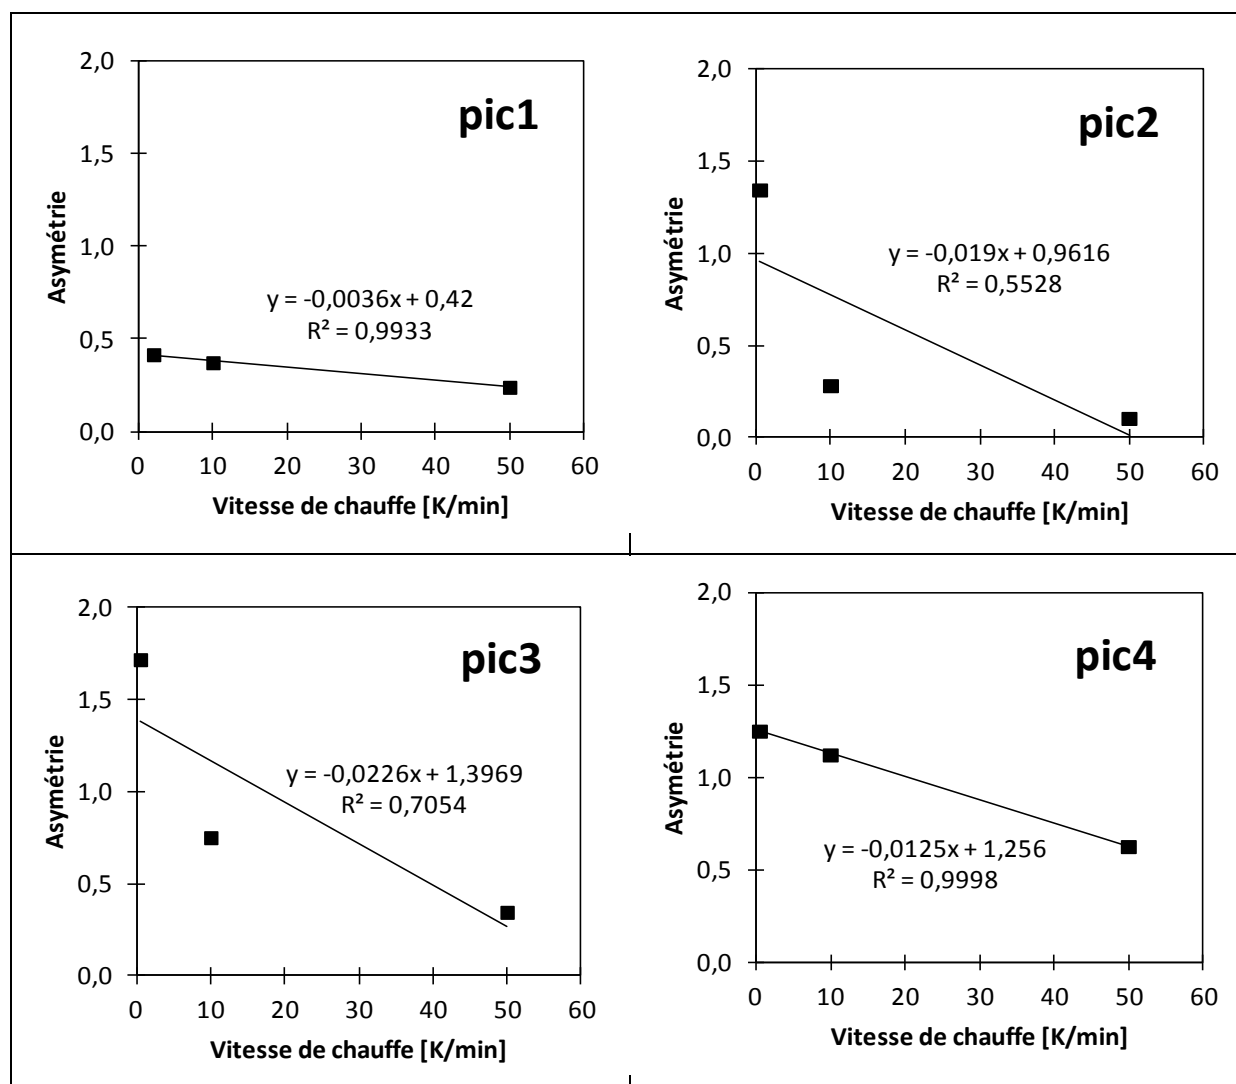 pic1
Asymétrie
2,0
1,5
1,0
0,5
0,0
y = -0,0036x + 0,42
R² = 0,9933
0 10 20 30 40 50 60
Vitesse de chauffe [K/min]
pic2
Asymétrie
2,0
1,5
1,0
0,5
0,0
y = -0,019x + 0,9616
R² = 0,5528
0 10 20 30 40 50 60
Vitesse de chauffe [K/min]
pic3
Asymétrie
2,0
1,5
1,0
0,5
0,0
y = -0,0226x + 1,3969
R² = 0,7054
0 10 20 30 40 50 60
Vitesse de chauffe [K/min]
pic4
Asymétrie
2,0
1,5
1,0
0,5
0,0
y = -0,0125x + 1,256
R² = 0,9998
0 10 20 30 40 50 60
Vitesse de chauffe [K/min]